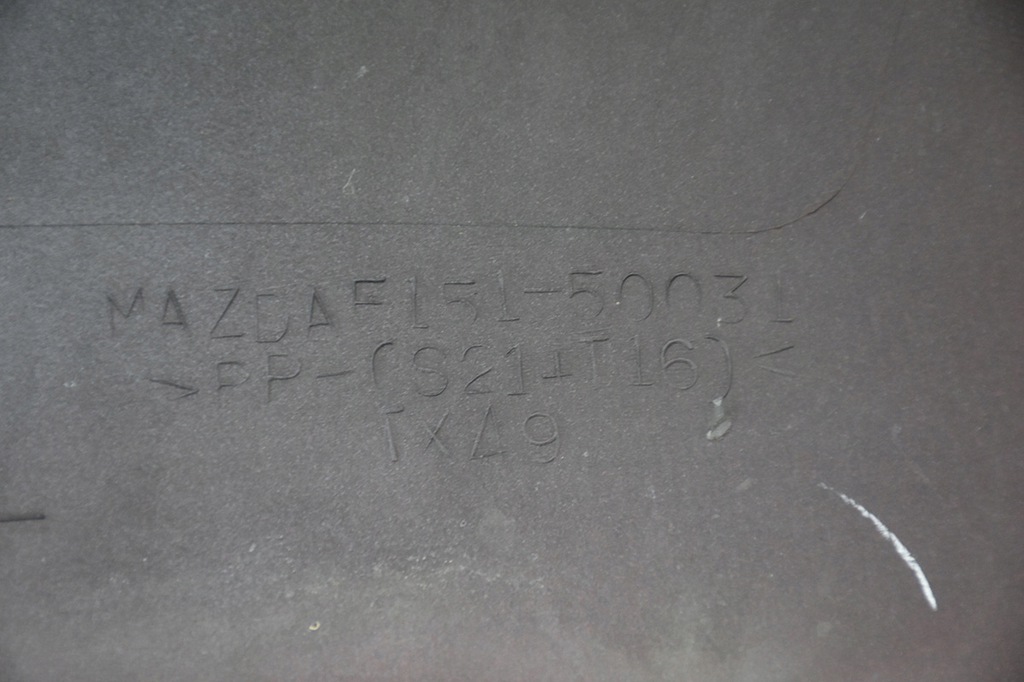 MAZDA F151-50031
>PP-(S21+T16)<
TXA9